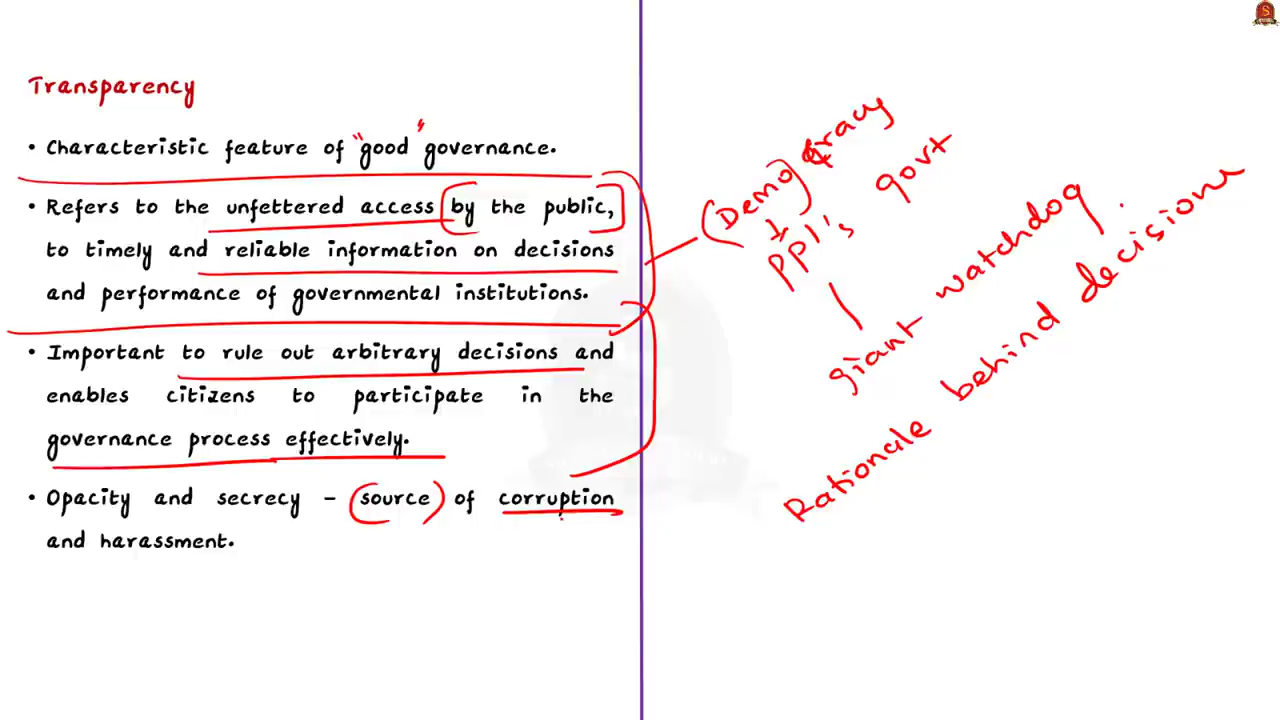 Transparency
• Characteristic feature of "good" governance.
• Refers to the unfettered access by the public,
to timely and reliable information on decisions
and performance of governmental institutions.
• Important to rule out arbitrary decisions and
enables citizens to participate in the
governance process effectively.
• Opacity and secrecy - (source) of corruption
and harassment.
(Demo)cracy
ppl's govt
giant watchdog.
Rationale behind decisions